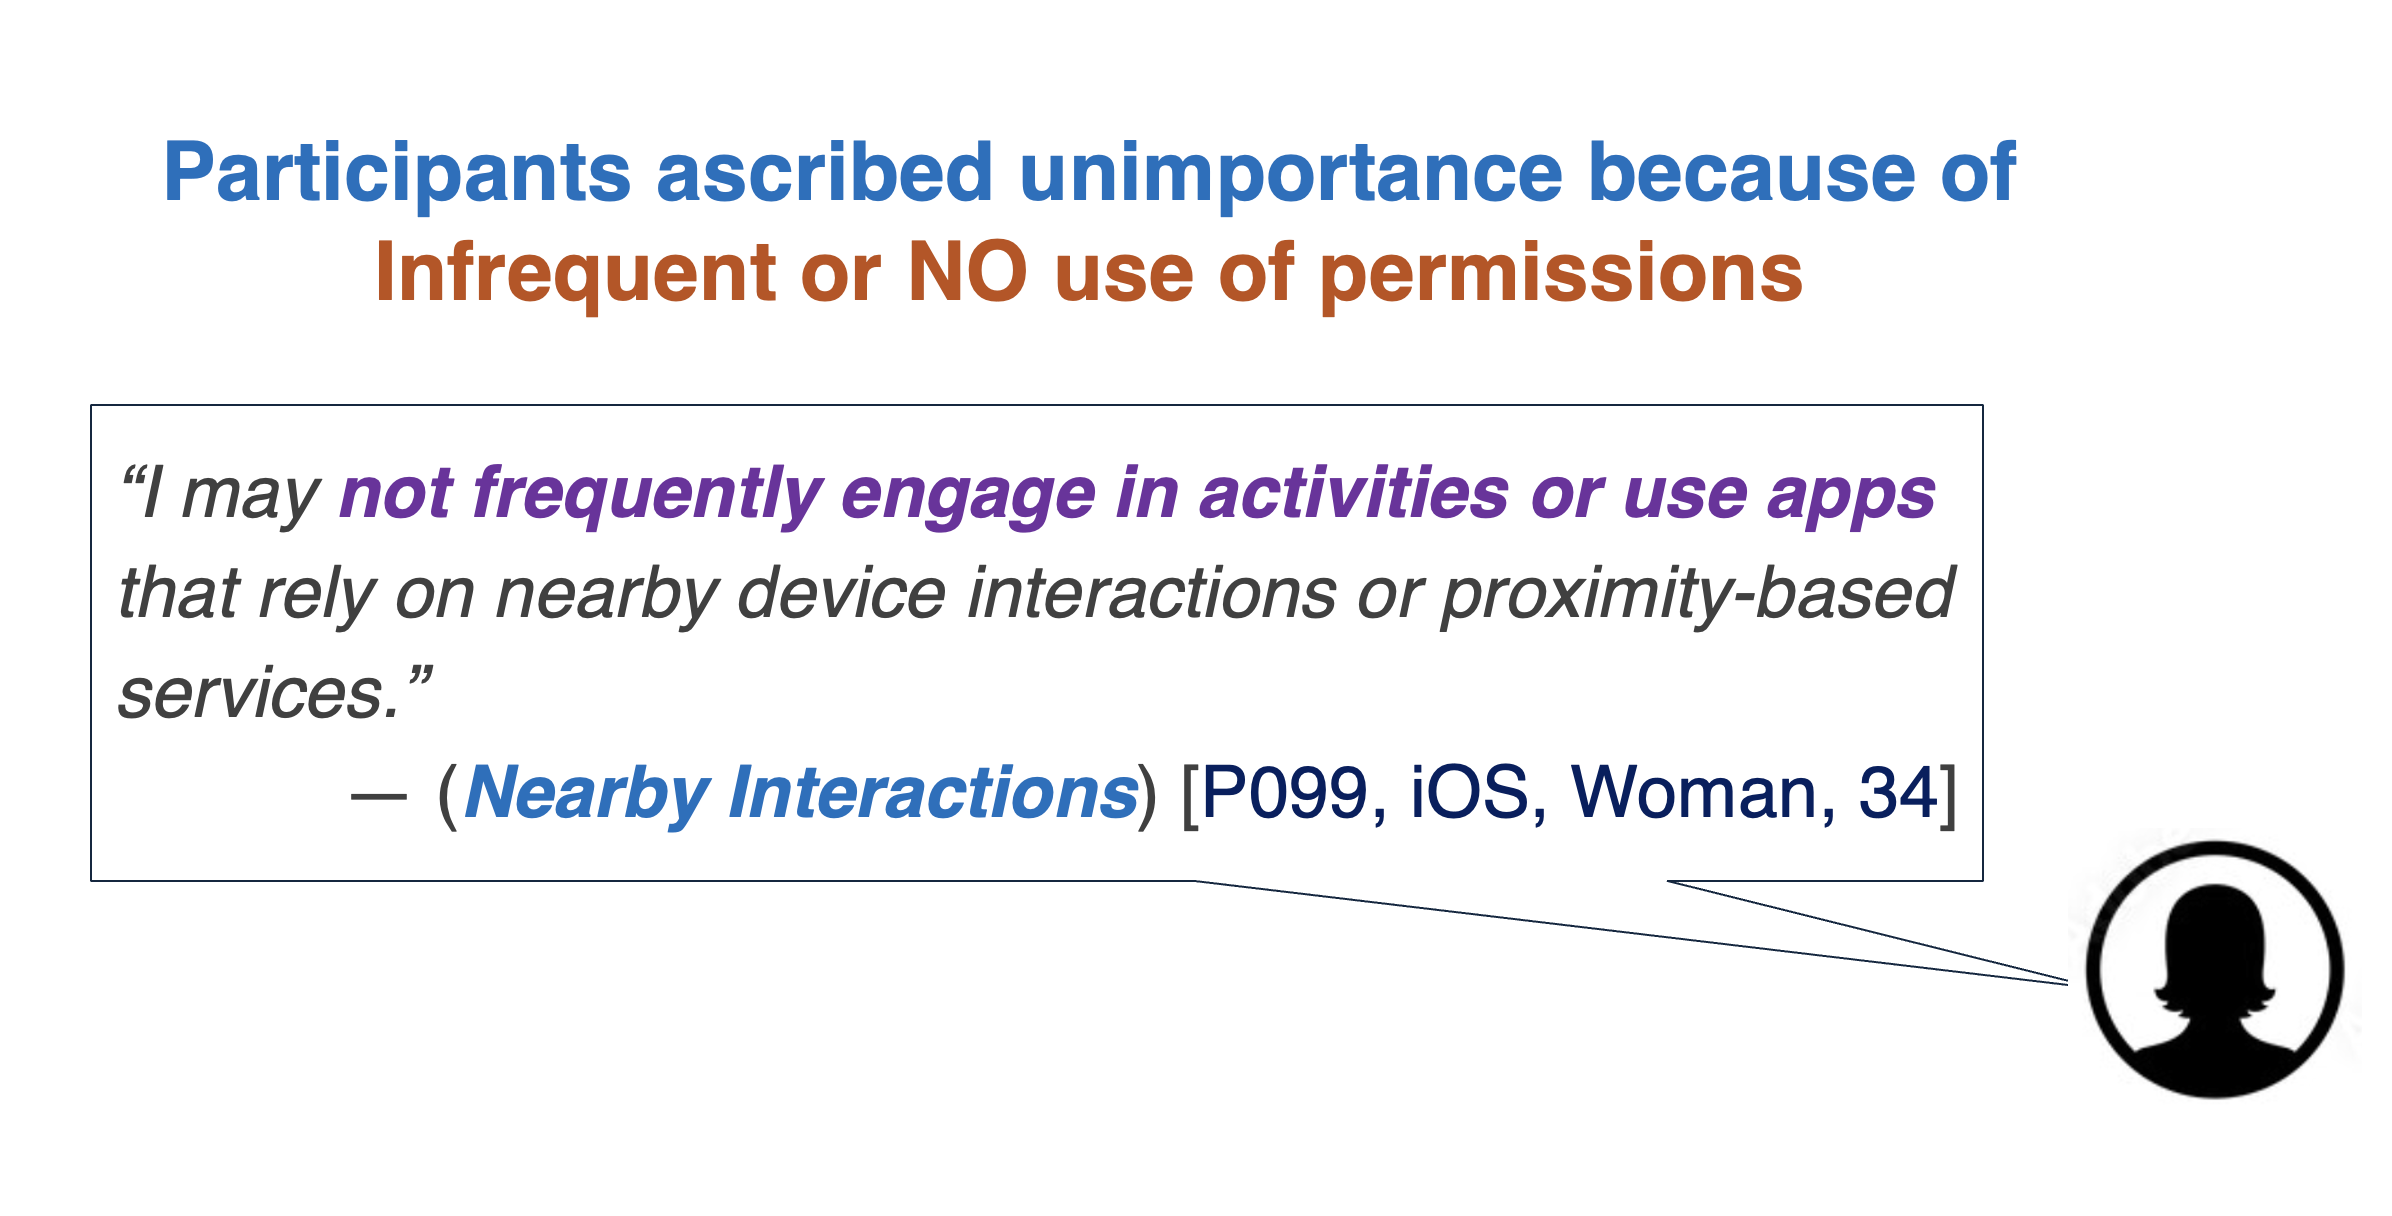 Participants ascribed unimportance because of
Infrequent or NO use of permissions
“I may not frequently engage in activities or use apps
that rely on nearby device interactions or proximity-based
services.”
— (Nearby Interactions) [P099, iOS, Woman, 34]